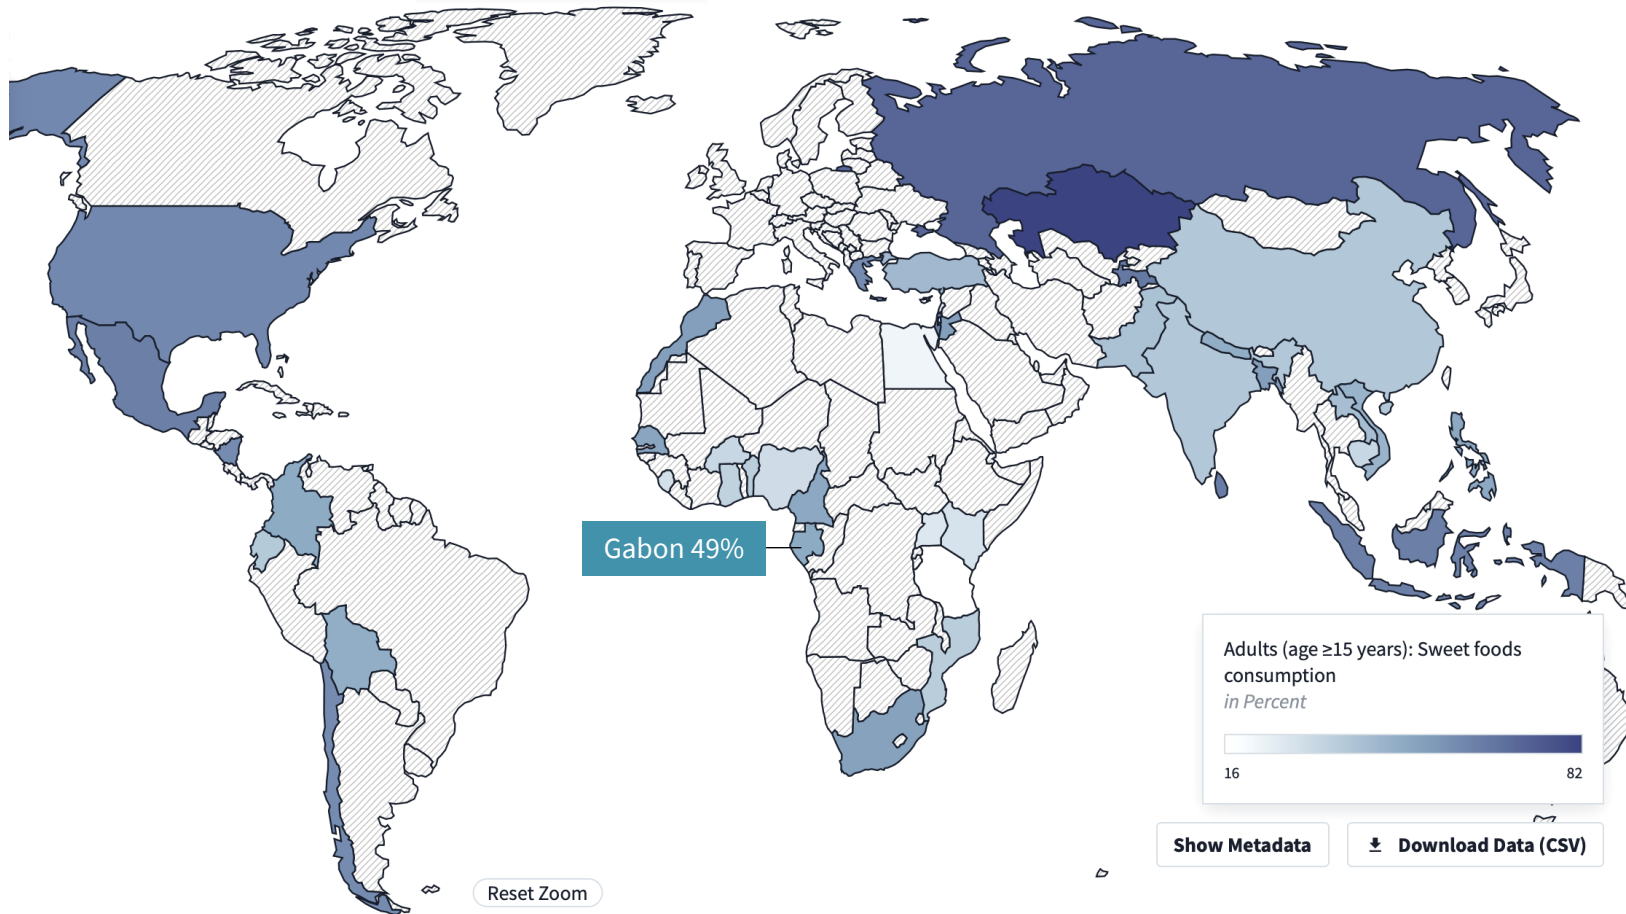 Gabon 49%
Adults (age ≥15 years): Sweet foods
consumption
in Percent
16 82
Show Metadata
Download Data (CSV)
Reset Zoom